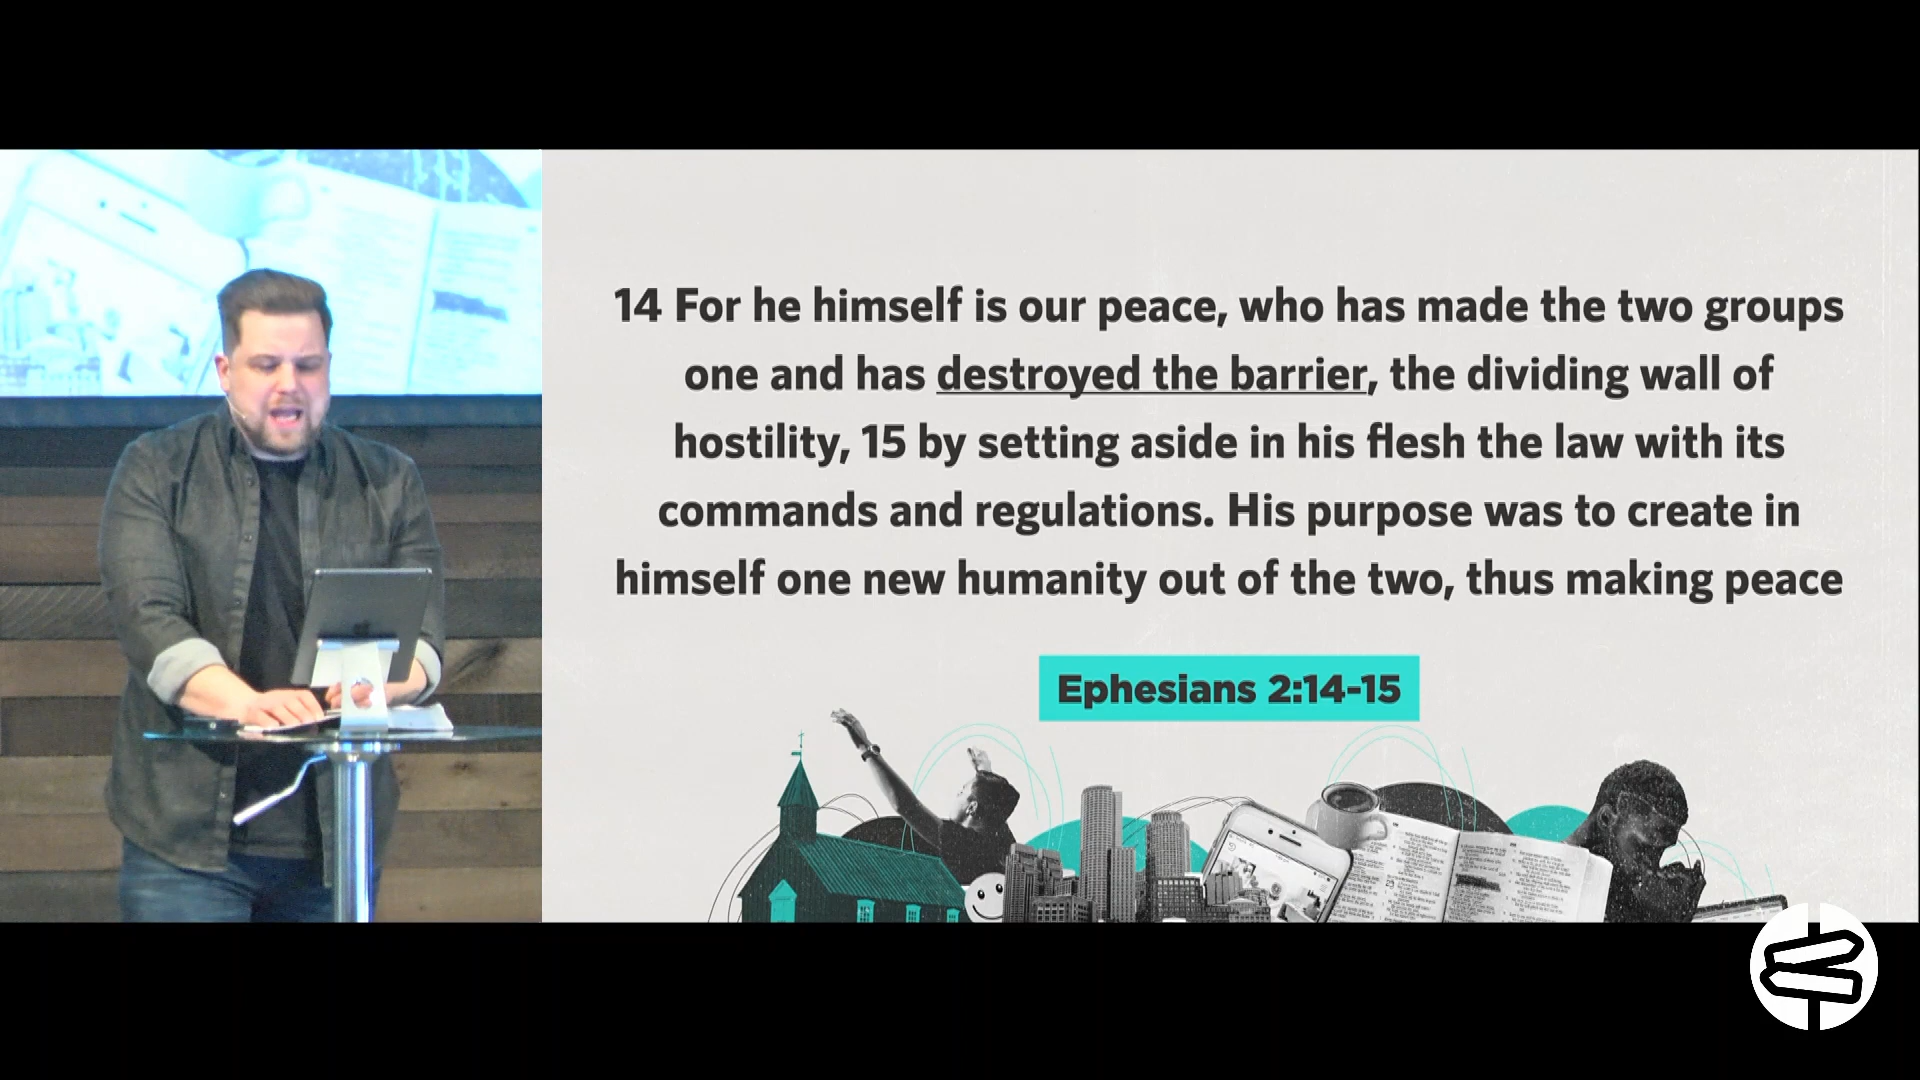 14 For he himself is our peace, who has made the two groups
one and has destroyed the barrier, the dividing wall of
hostility, 15 by setting aside in his flesh the law with its
commands and regulations. His purpose was to create in
himself one new humanity out of the two, thus making peace
Ephesians 2:14-15